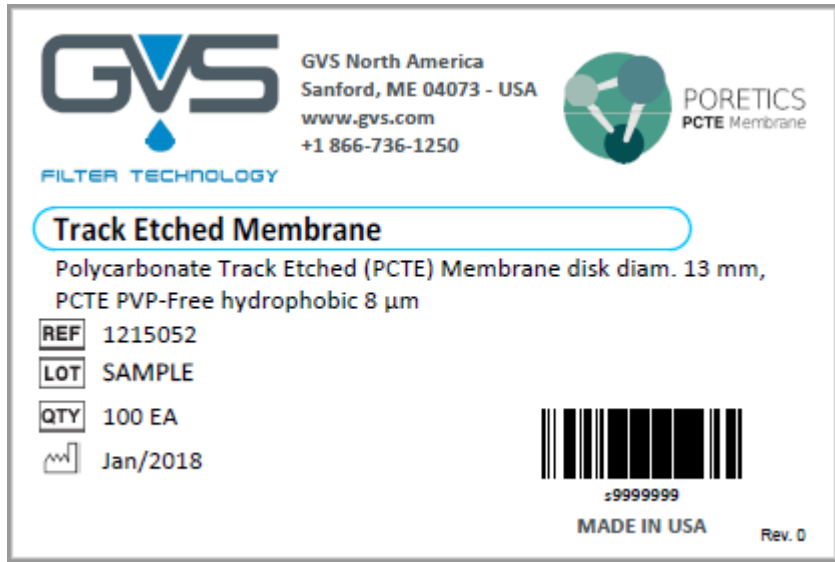 GVS
FILTER TECHNOLOGY
GVS North America
Sanford, ME 04073 - USA
www.gvs.com
+1 866-736-1250
PORETICS
PCTE Membrane
Track Etched Membrane
Polycarbonate Track Etched (PCTE) Membrane disk diam. 13 mm,
PCTE PVP-Free hydrophobic 8 µm
REF 1215052
LOT SAMPLE
QTY 100 EA
Jan/2018
s9999999
MADE IN USA
Rev. 0